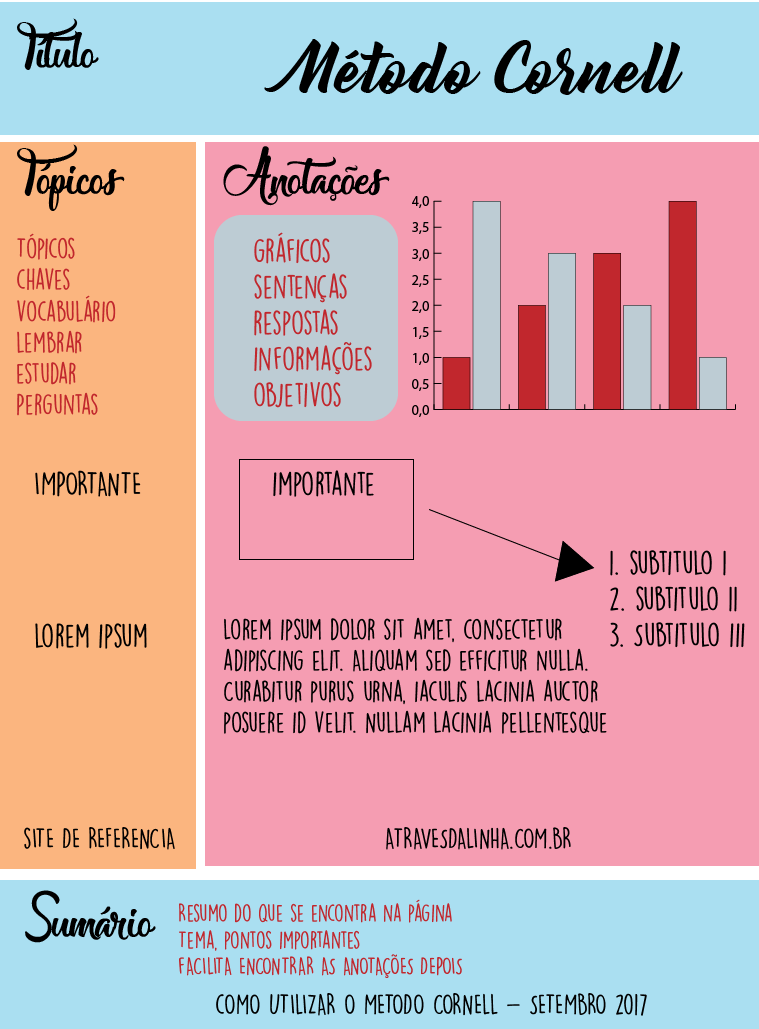 Título
Método Cornell
Tópicos
TÓPICOS
CHAVES
VOCABULÁRIO
LEMBRAR
ESTUDAR
PERGUNTAS
IMPORTANTE
LOREM IPSUM
SITE DE REFERENCIA
Anotações
GRÁFICOS
SENTENÇAS
RESPOSTAS
INFORMAÇÕES
OBJETIVOS
4,0
3,5
3,0
2,5
2,0
1,5
1,0
0,5
0,0
IMPORTANTE
1. SUBTITULO I
2. SUBTITULO II
3. SUBTITULO III
LOREM IPSUM DOLOR SIT AMET, CONSECTETUR
ADIPISCING ELIT. ALIQUAM SED EFFICITUR NULLA.
CURABITUR PURUS URNA, IACULIS LACINIA AUCTOR
POSUERE ID VELIT. NULLAM LACINIA PELLENTESQUE
ATRAVESDALINHA.COM.BR
Sumário
RESUMO DO QUE SE ENCONTRA NA PÁGINA
TEMA, PONTOS IMPORTANTES
FACILITA ENCONTRAR AS ANOTAÇÕES DEPOIS
COMO UTILIZAR O METODO CORNELL – SETEMBRO 2017